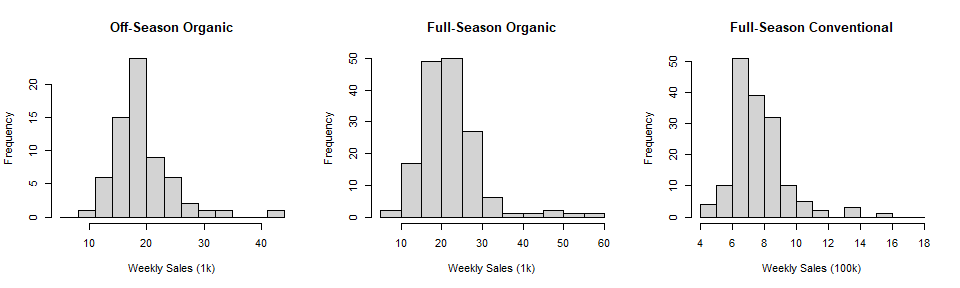 Off-Season Organic
Frequency
0 5 10 15 20
10 20 30 40
Weekly Sales (1k)
Full-Season Organic
Frequency
0 10 20 30 40 50
10 20 30 40 50 60
Weekly Sales (1k)
Full-Season Conventional
Frequency
0 10 20 30 40 50
4 6 8 10 12 14 16 18
Weekly Sales (100k)